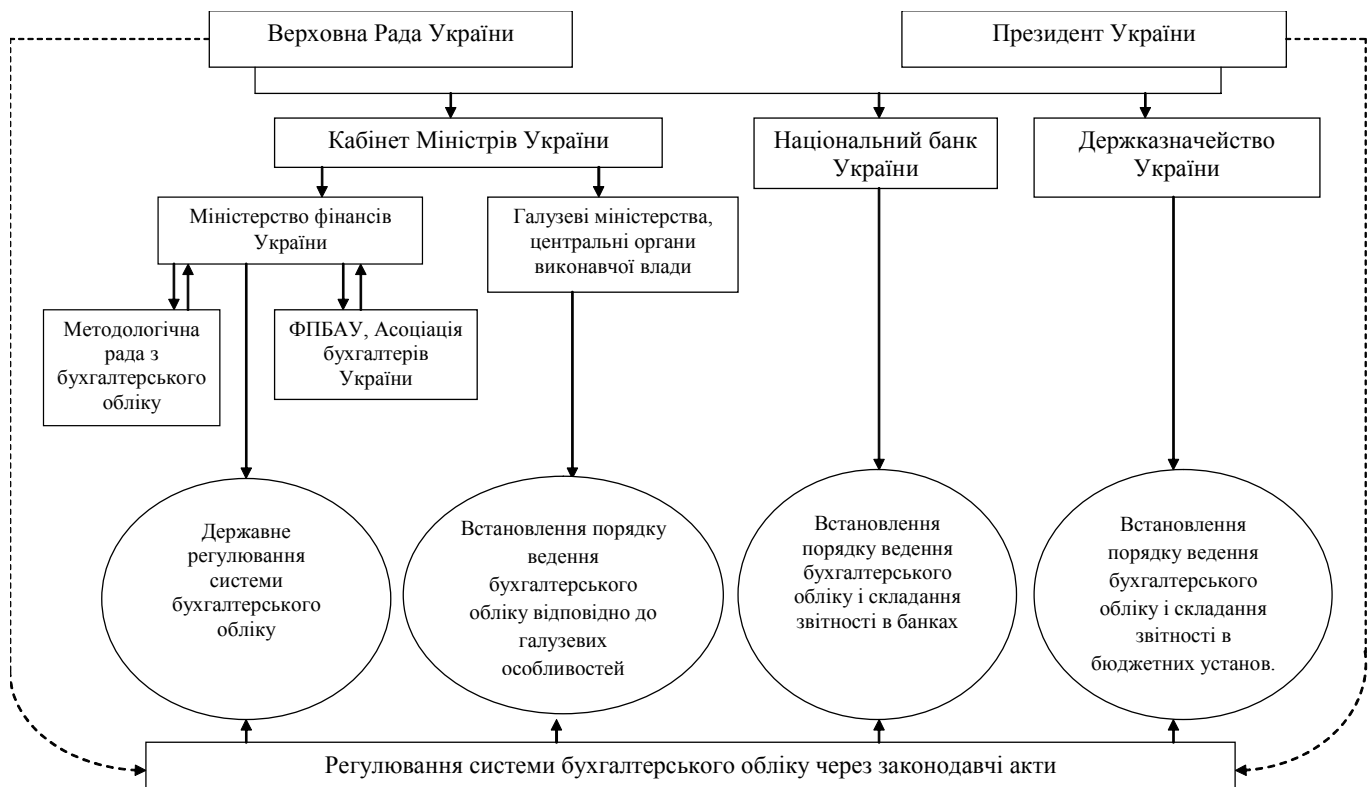 Верховна Рада України
Президент України
Кабінет Міністрів України
Національний банк
України
Держказначейство
України
Міністерство фінансів
України
Галузеві міністерства,
центральні органи
виконавчої влади
Методологічна
рада з
бухгалтерського
обліку
ФПБАУ, Асоціація
бухгалтерів
України
Державне
регулювання
системи
бухгалтерського
обліку
Встановлення порядку
ведення
бухгалтерського
обліку відповідно до
галузевих
особливостей
Встановлення
порядку ведення
бухгалтерського
обліку і складання
звітності в банках
Встановлення
порядку ведення
бухгалтерського
обліку і складання
звітності в
бюджетних установ.
Регулювання системи бухгалтерського обліку через законодавчі акти